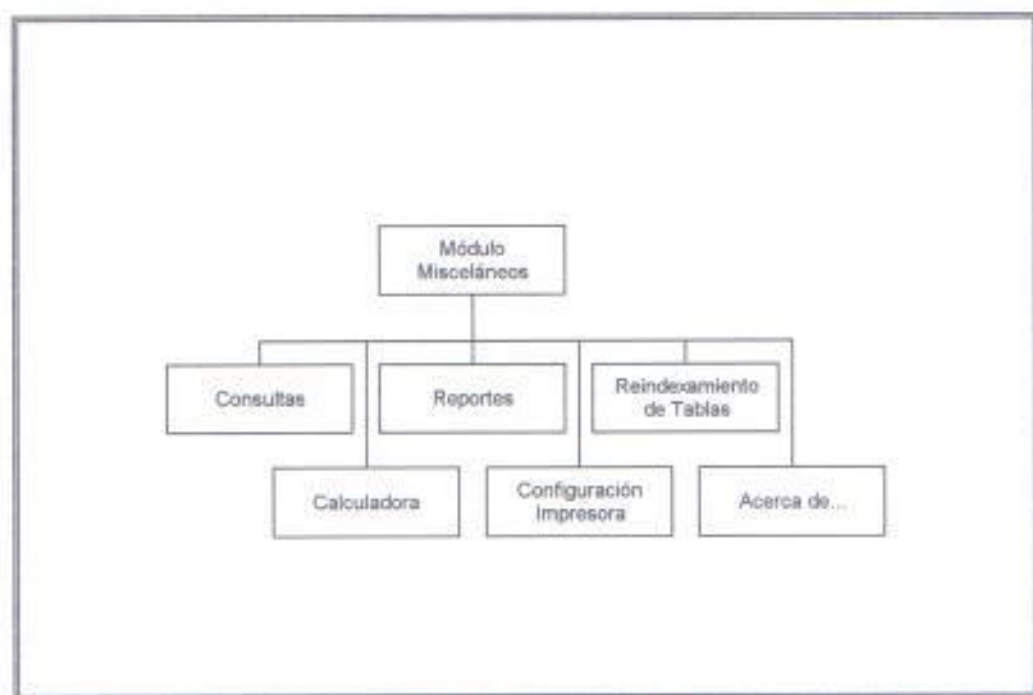 Módulo
Misceláneos
Consultas
Reportes
Reindexamiento
de Tablas
Calculadora
Configuración
Impresora
Acerca de...